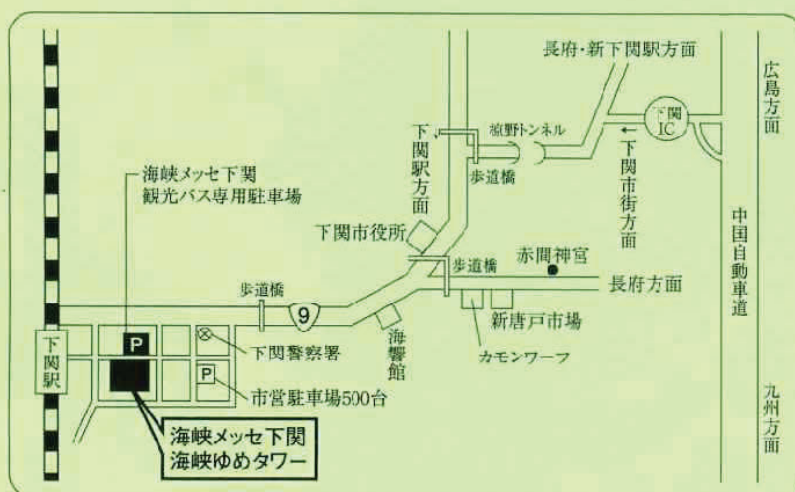 長府・新下関駅方面
広島方面
下関
IC
椋野トンネル
下関駅方面
下関市街方面
歩道橋
海峡メッセ下関
観光バス専用駐車場
下関市役所
赤間神宮
中国自動車道
歩道橋
長府方面
歩道橋
9
新唐戸市場
海響館
カモンワーフ
P
下関警察署
下関駅
P
市営駐車場500台
九州方面
海峡メッセ下関
海峡ゆめタワー